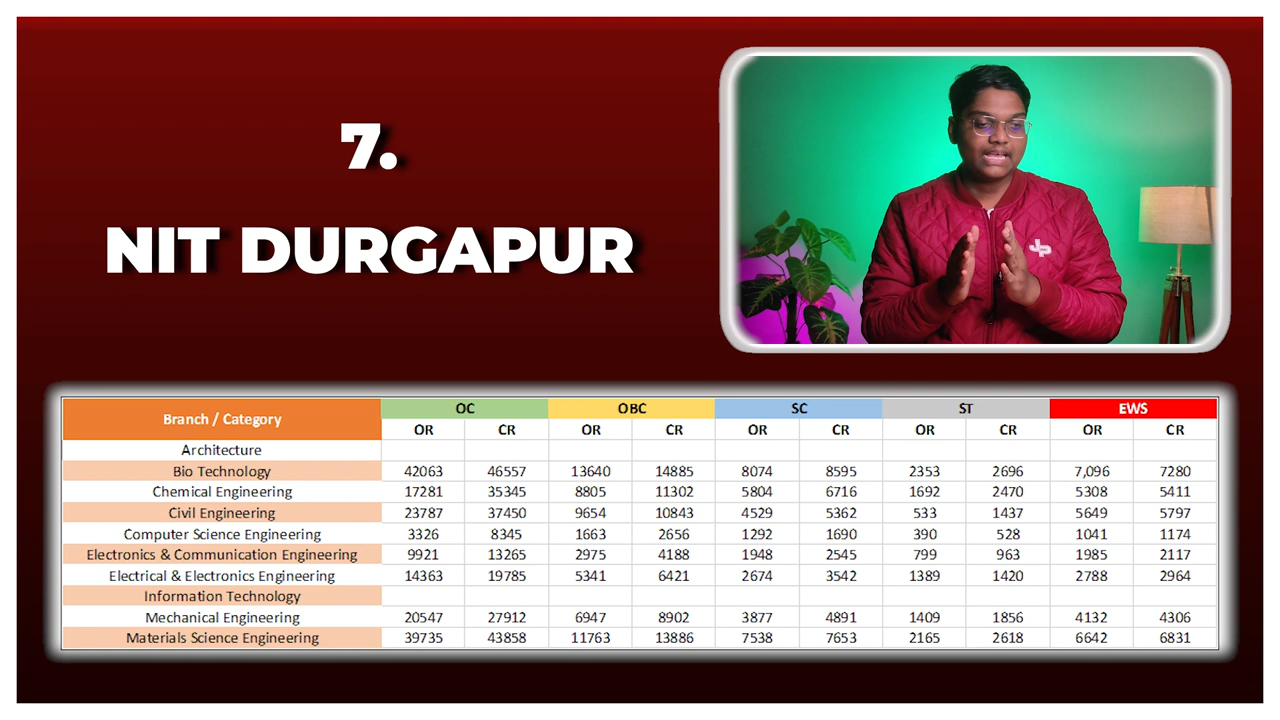 7.
NIT DURGAPUR
Branch / Category OC OBC SC ST EWS
OR CR OR CR OR CR OR CR OR CR
Architecture
Bio Technology 42063 46557 13640 14885 8074 8595 2353 2696 7,096 7280
Chemical Engineering 17281 35345 8805 11302 5804 6716 1692 2470 5308 5411
Civil Engineering 23787 37450 9654 10843 4529 5362 533 1437 5649 5797
Computer Science Engineering 3326 8345 1663 2656 1292 1690 390 528 1041 1174
Electronics & Communication Engineering 9921 13265 2975 4188 1948 2545 799 963 1985 2117
Electrical & Electronics Engineering 14363 19785 5341 6421 2674 3542 1389 1420 2788 2964
Information Technology
Mechanical Engineering 20547 27912 6947 8902 3877 4891 1409 1856 4132 4306
Materials Science Engineering 39735 43858 11763 13886 7538 7653 2165 2618 6642 6831